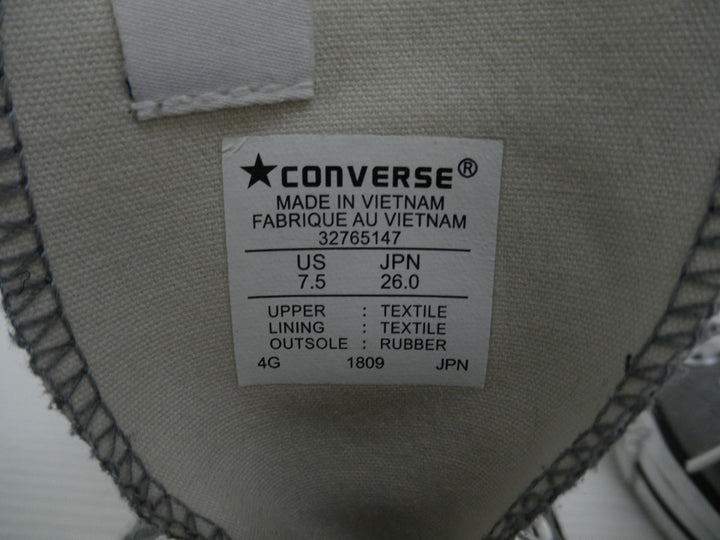 ★CONVERSE®
MADE IN VIETNAM
FABRIQUE AU VIETNAM
32765147
US JPN
7.5 26.0
UPPER : TEXTILE
LINING : TEXTILE
OUTSOLE : RUBBER
4G 1809 JPN